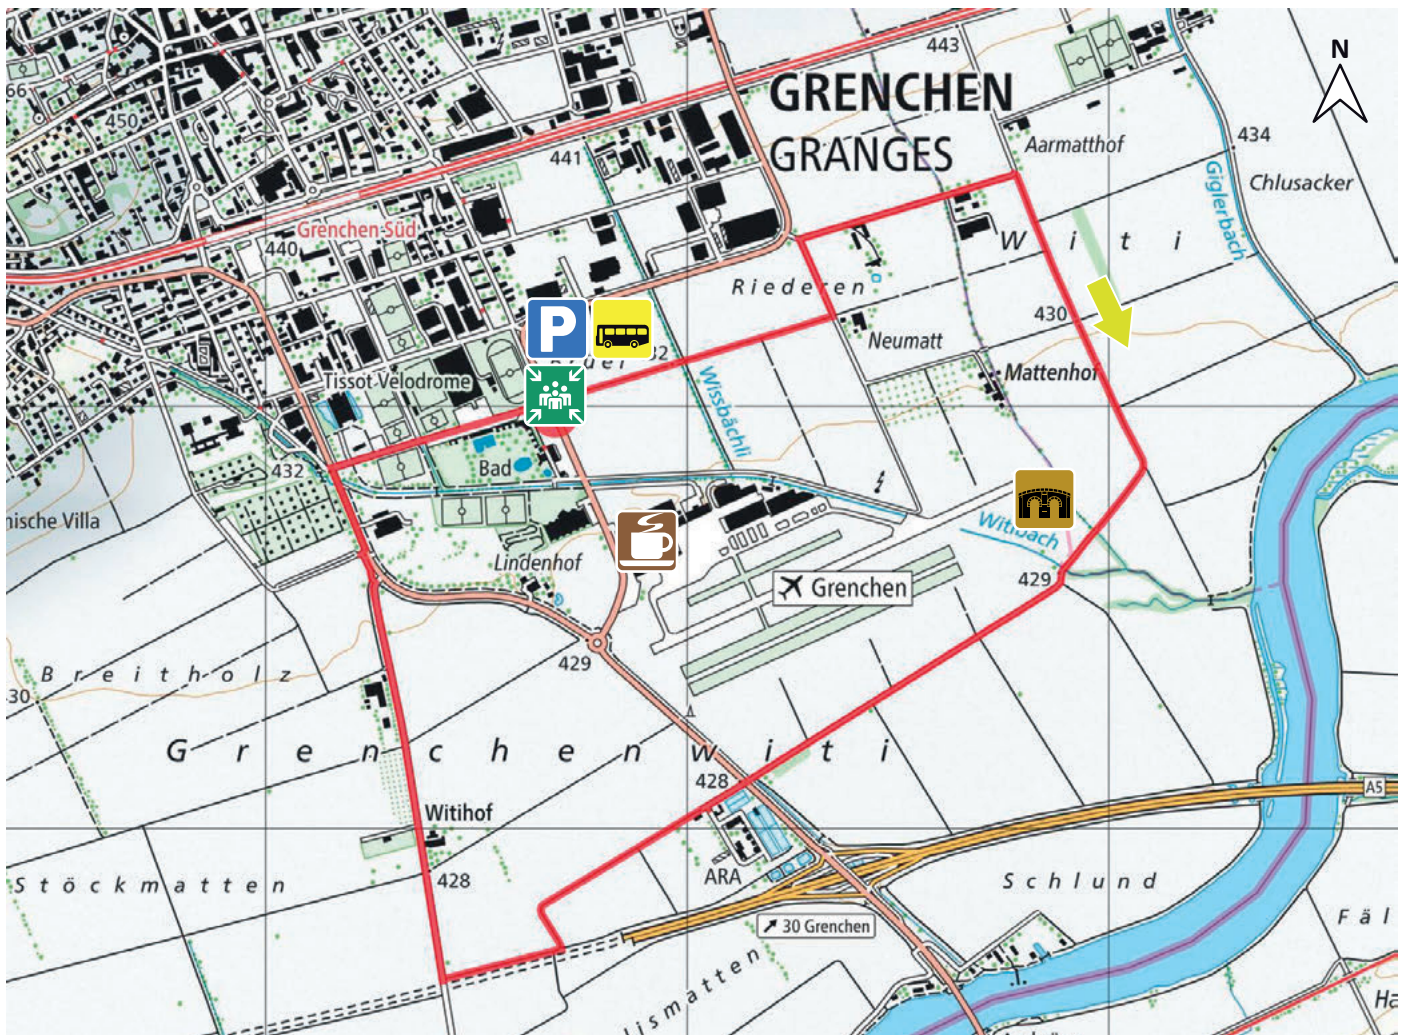 N
443
GRENCHEN
GRANGES
66
450
441
434
Aarmatthof
Giglerbach
Chlusacker
Grenchen Süd
440
W i t i
Riederen
430
P
32
Neumatt
Tissot Velodrome
Mattenhof
Wissbächli
432
Bad
nische Villa
Witibach
Lindenhof
Grenchen
429
429
Breitholz
30
Grenchenwiti
428
A5
Witihof
428
ARA
Stöckmatten
Schlund
30 Grenchen
Fäl
lismatten
Ha